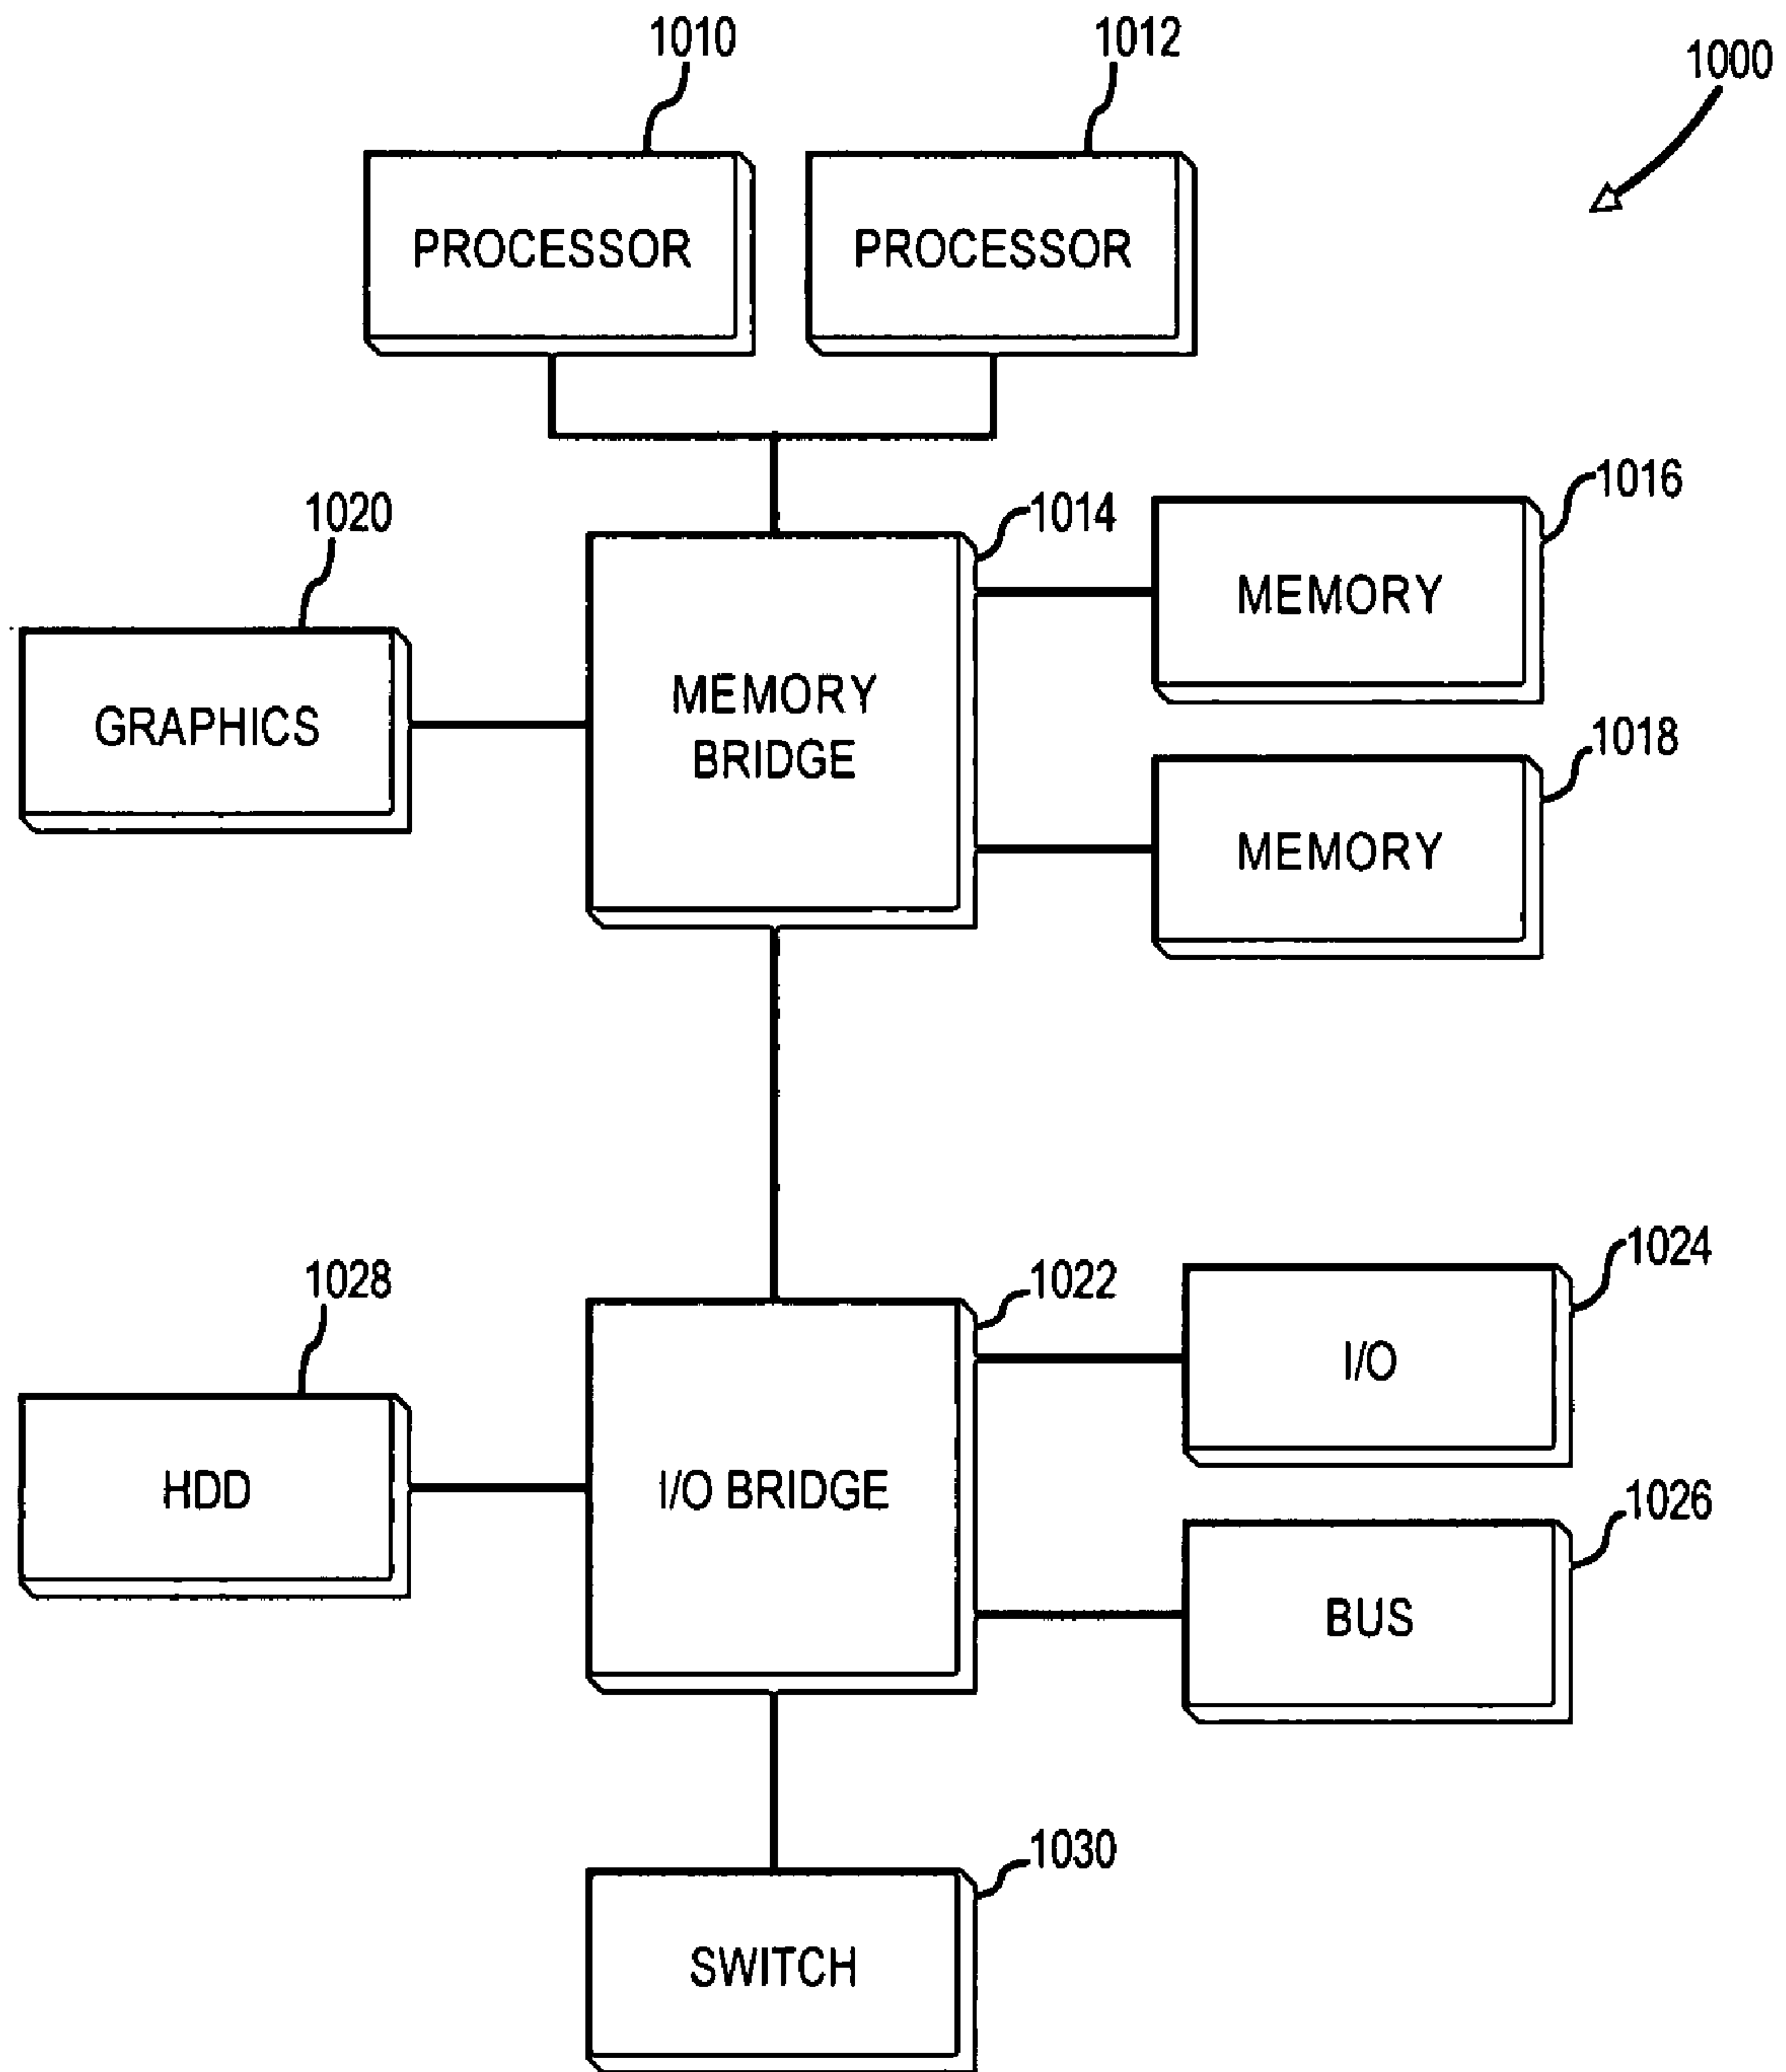 1010
1012
1000
PROCESSOR
PROCESSOR
1020
1014
1016
GRAPHICS
MEMORY
BRIDGE
MEMORY
1018
MEMORY
1028
1022
1024
HDD
I/O BRIDGE
I/O
1026
BUS
1030
SWITCH